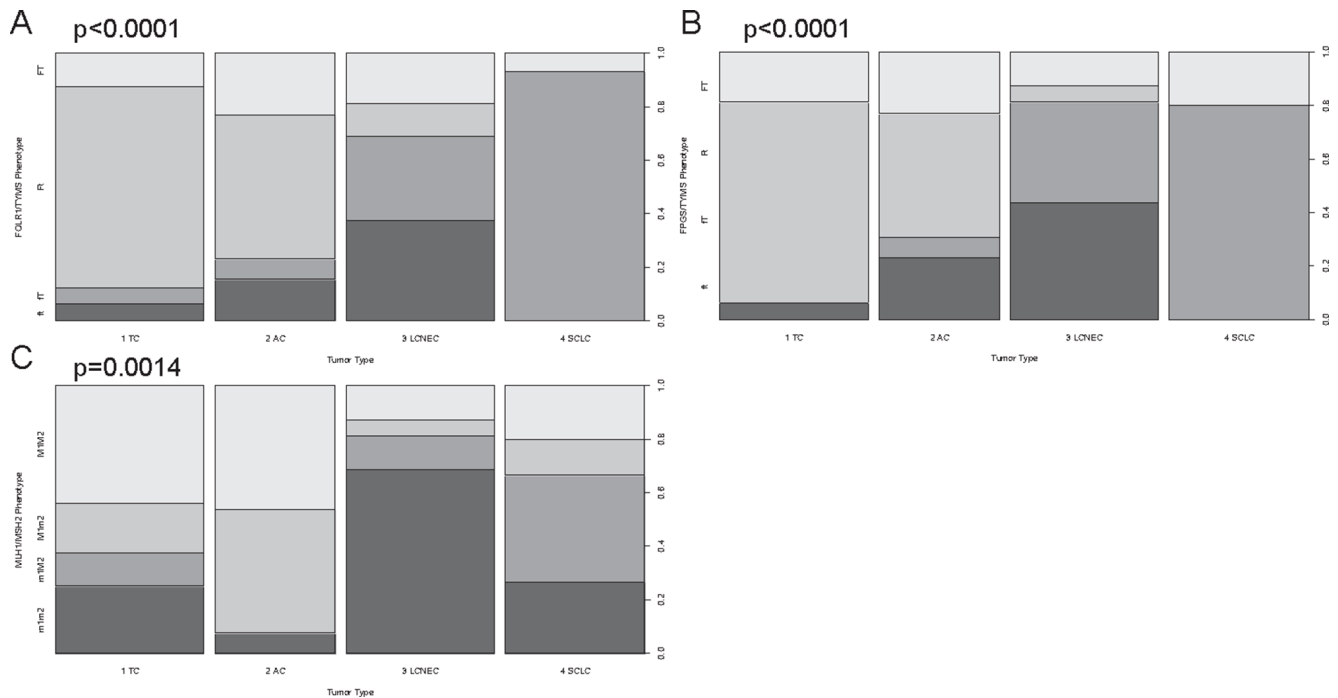 A
p<0.0001
FOLR1/TYMS Phenotype
FT
Ft
fT
ft
1.0
0.8
0.6
0.4
0.2
0.0
1 TC
2 AC
3 LCNEC
4 SCLC
Tumor Type
B
p<0.0001
FPGS/TYMS Phenotype
FT
Ft
fT
ft
1.0
0.8
0.6
0.4
0.2
0.0
1 TC
2 AC
3 LCNEC
4 SCLC
Tumor Type
C
p=0.0014
MLH1/MSH2 Phenotype
M1M2
M1m2
m1M2
m1m2
1.0
0.8
0.6
0.4
0.2
0.0
1 TC
2 AC
3 LCNEC
4 SCLC
Tumor Type